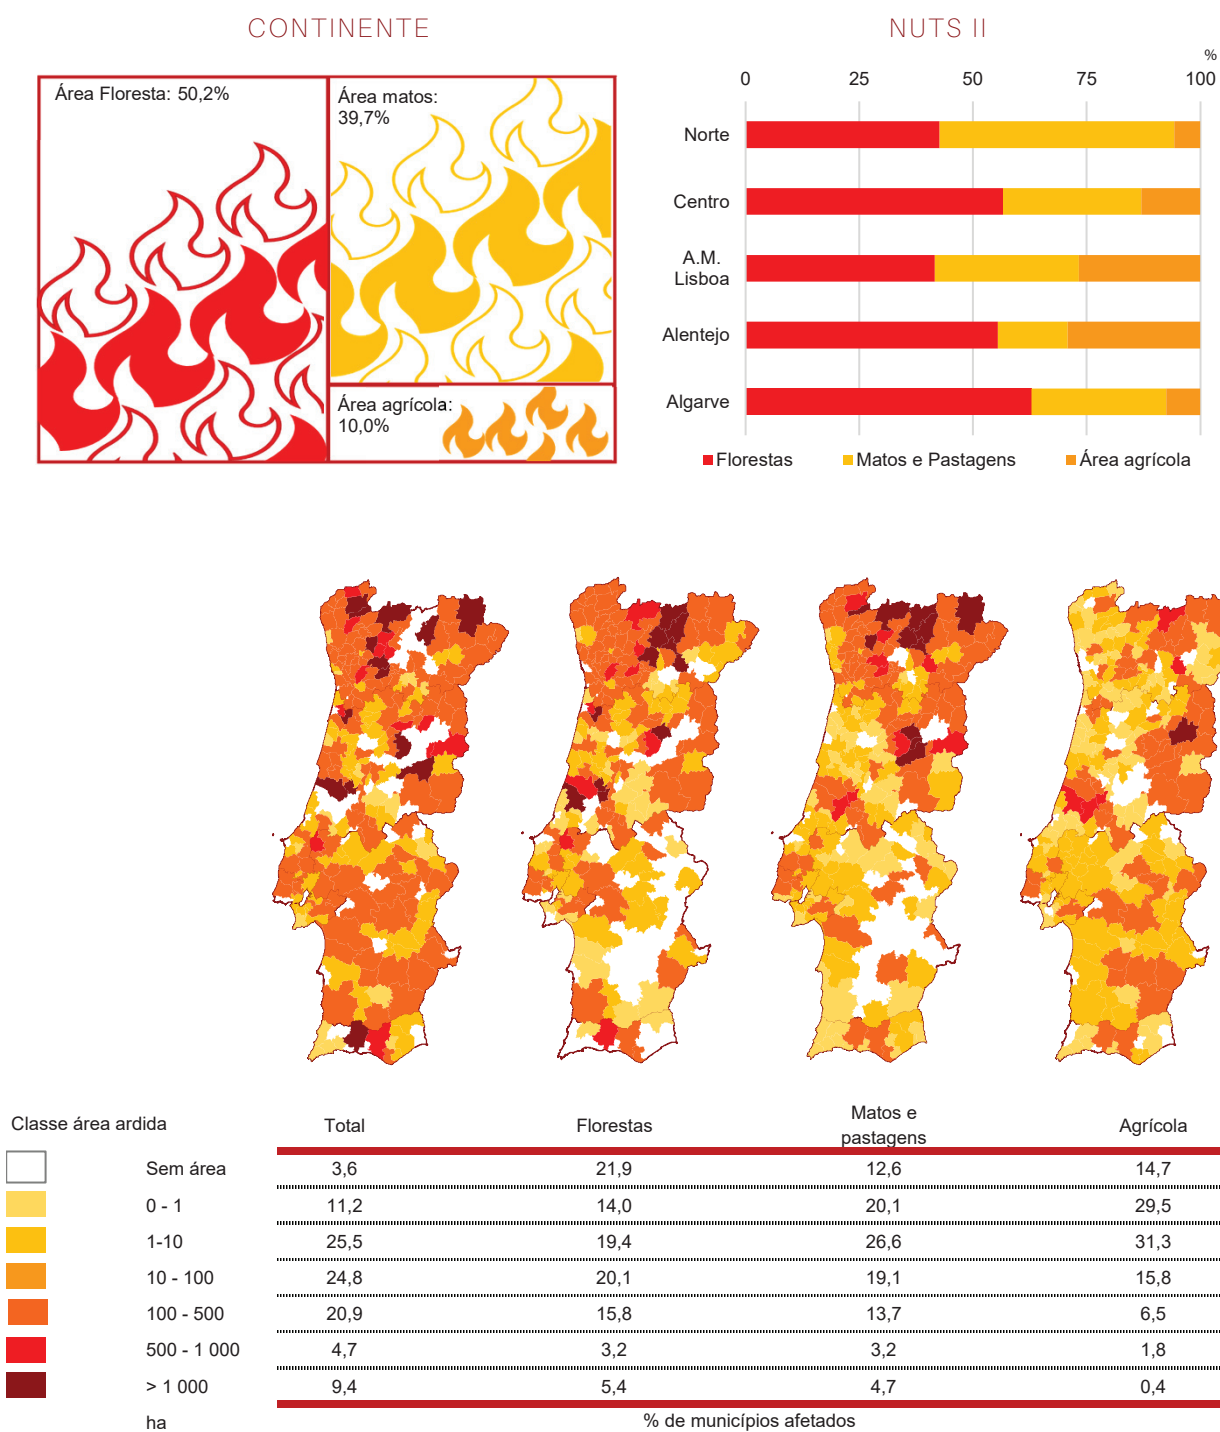 CONTINENTE
Área Floresta: 50,2%
Área matos:
39,7%
Área agrícola:
10,0%
NUTS II
%
0 25 50 75 100
Norte
Centro
A.M.
Lisboa
Alentejo
Algarve
Florestas Matos e Pastagens Área agrícola
Classe área ardida Total Florestas Matos e
pastagens Agrícola
Sem área 3,6 21,9 12,6 14,7
0 - 1 11,2 14,0 20,1 29,5
1-10 25,5 19,4 26,6 31,3
10 - 100 24,8 20,1 19,1 15,8
100 - 500 20,9 15,8 13,7 6,5
500 - 1 000 4,7 3,2 3,2 1,8
> 1 000 9,4 5,4 4,7 0,4
ha % de municípios afetados